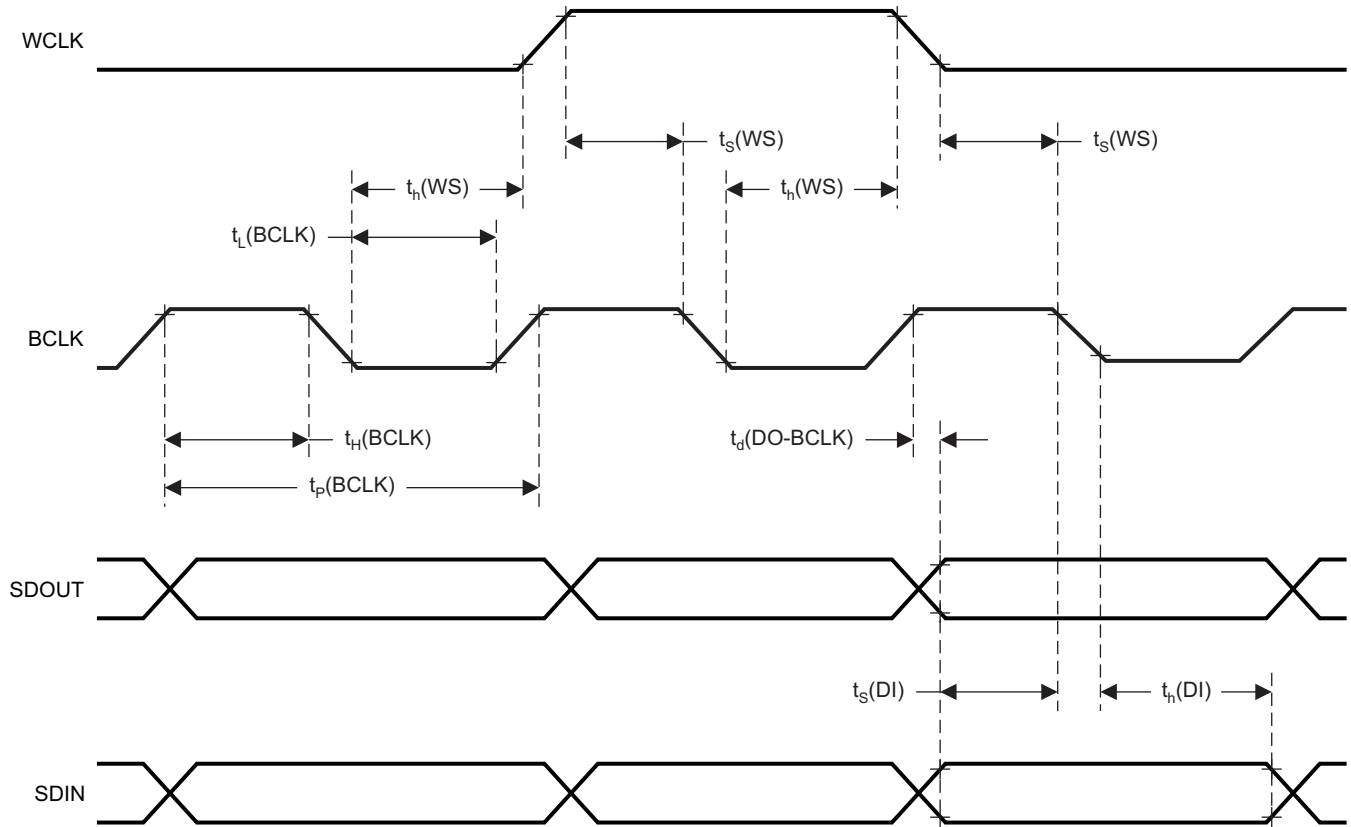 WCLK
tS(WS)
tS(WS)
th(WS)
th(WS)
tL(BCLK)
BCLK
tH(BCLK)
td(DO-BCLK)
tP(BCLK)
SDOUT
tS(DI)
th(DI)
SDIN